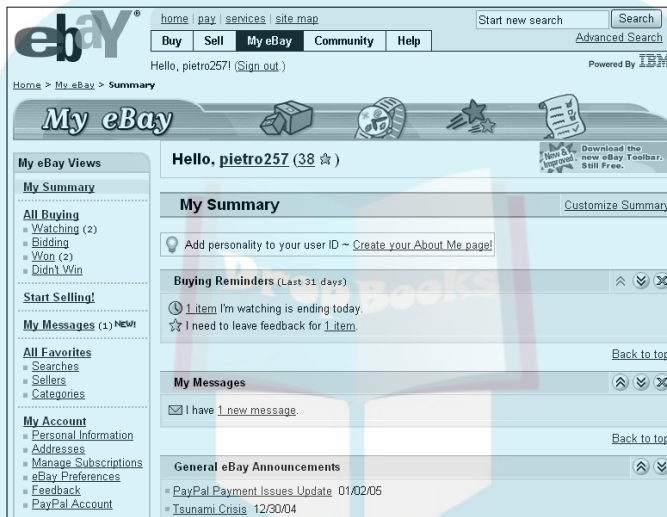 ebay®
home | pay | services | site map
Start new search Search
Buy Sell My eBay Community Help
Advanced Search
Hello, pietro257! (Sign out.)
Powered By IBM
Home > My eBay > Summary
My eBay
My eBay Views
My Summary
All Buying
Watching (2)
Bidding
Won (2)
Didn't Win
Start Selling!
My Messages (1) NEW!
All Favorites
Searches
Sellers
Categories
My Account
Personal Information
Addresses
Manage Subscriptions
eBay Preferences
Feedback
PayPal Account
Hello, pietro257 (38 ☆ )
New & Improved
Download the
new eBay Toolbar.
Still Free.
My Summary
Customize Summary
Add personality to your user ID ~ Create your About Me page!
DropBooks
Buying Reminders (Last 31 days)
1 item I'm watching is ending today.
I need to leave feedback for 1 item.
Back to top
My Messages
I have 1 new message.
Back to top
General eBay Announcements
PayPal Payment Issues Update 01/02/05
Tsunami Crisis 12/30/04